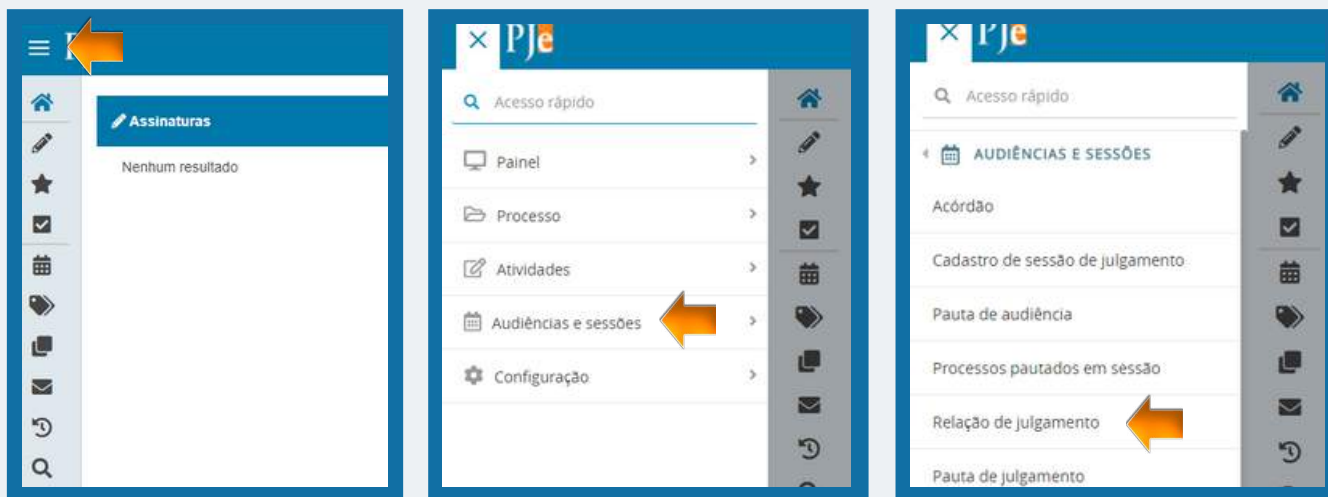 Assinaturas
Nenhum resultado
PJe
Acesso rápido
Painel
Processo
Atividades
Audiências e sessões
Configuração
PJe
Acesso rápido
AUDIÊNCIAS E SESSÕES
Acórdão
Cadastro de sessão de julgamento
Pauta de audiência
Processos pautados em sessão
Relação de julgamento
Pauta de julgamento